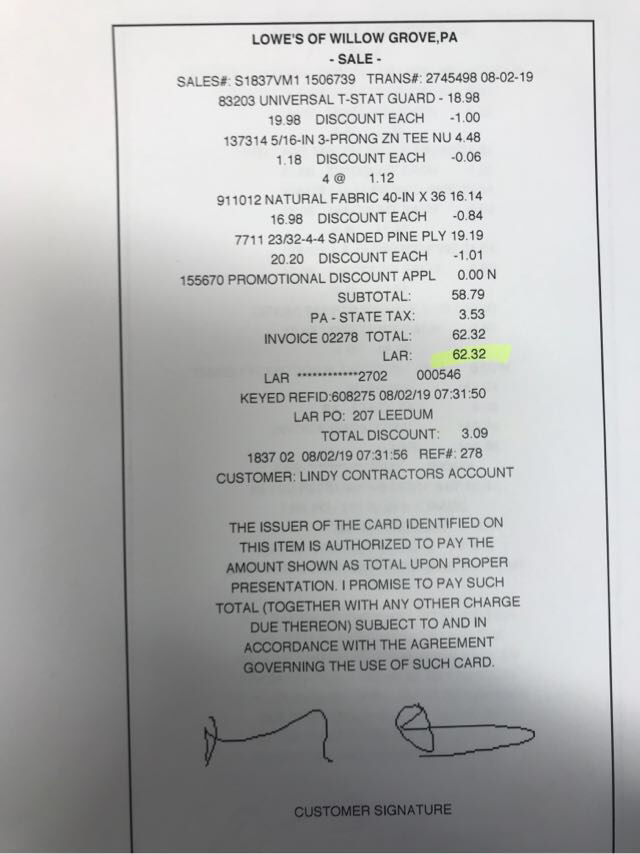 LOWE'S OF WILLOW GROVE,PA
- SALE -
SALES#: S1837VM1 1506739 TRANS#: 2745498 08-02-19
83203 UNIVERSAL T-STAT GUARD - 18.98
19.98 DISCOUNT EACH -1.00
137314 5/16-IN 3-PRONG ZN TEE NU 4.48
1.18 DISCOUNT EACH -0.06
4 @ 1.12
911012 NATURAL FABRIC 40-IN X 36 16.14
16.98 DISCOUNT EACH -0.84
7711 23/32-4-4 SANDED PINE PLY 19.19
20.20 DISCOUNT EACH -1.01
155670 PROMOTIONAL DISCOUNT APPL 0.00 N
SUBTOTAL: 58.79
PA - STATE TAX: 3.53
INVOICE 02278 TOTAL: 62.32
LAR: 62.32
LAR ************2702 000546
KEYED REFID:608275 08/02/19 07:31:50
LAR PO: 207 LEEDUM
TOTAL DISCOUNT: 3.09
1837 02 08/02/19 07:31:56 REF#: 278
CUSTOMER: LINDY CONTRACTORS ACCOUNT
THE ISSUER OF THE CARD IDENTIFIED ON
THIS ITEM IS AUTHORIZED TO PAY THE
AMOUNT SHOWN AS TOTAL UPON PROPER
PRESENTATION. I PROMISE TO PAY SUCH
TOTAL (TOGETHER WITH ANY OTHER CHARGE
DUE THEREON) SUBJECT TO AND IN
ACCORDANCE WITH THE AGREEMENT
GOVERNING THE USE OF SUCH CARD.
CUSTOMER SIGNATURE